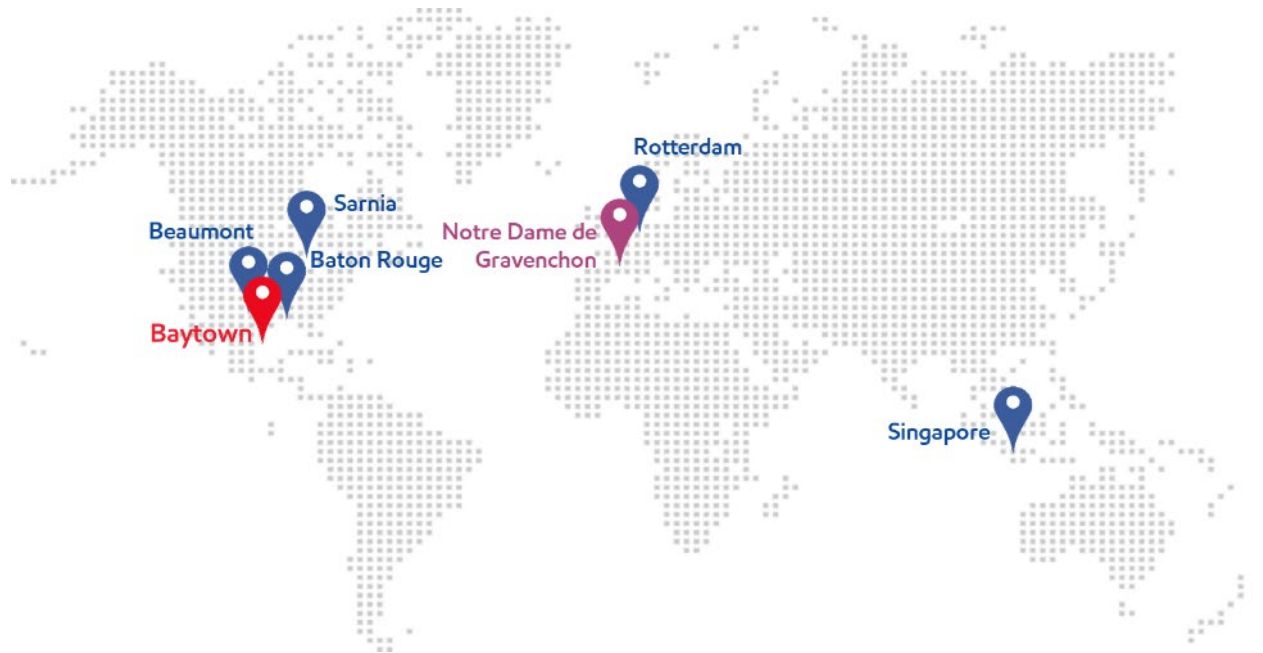 Rotterdam
Sarnia
Beaumont
Notre Dame de
Gravenchon
Baton Rouge
Baytown
Singapore